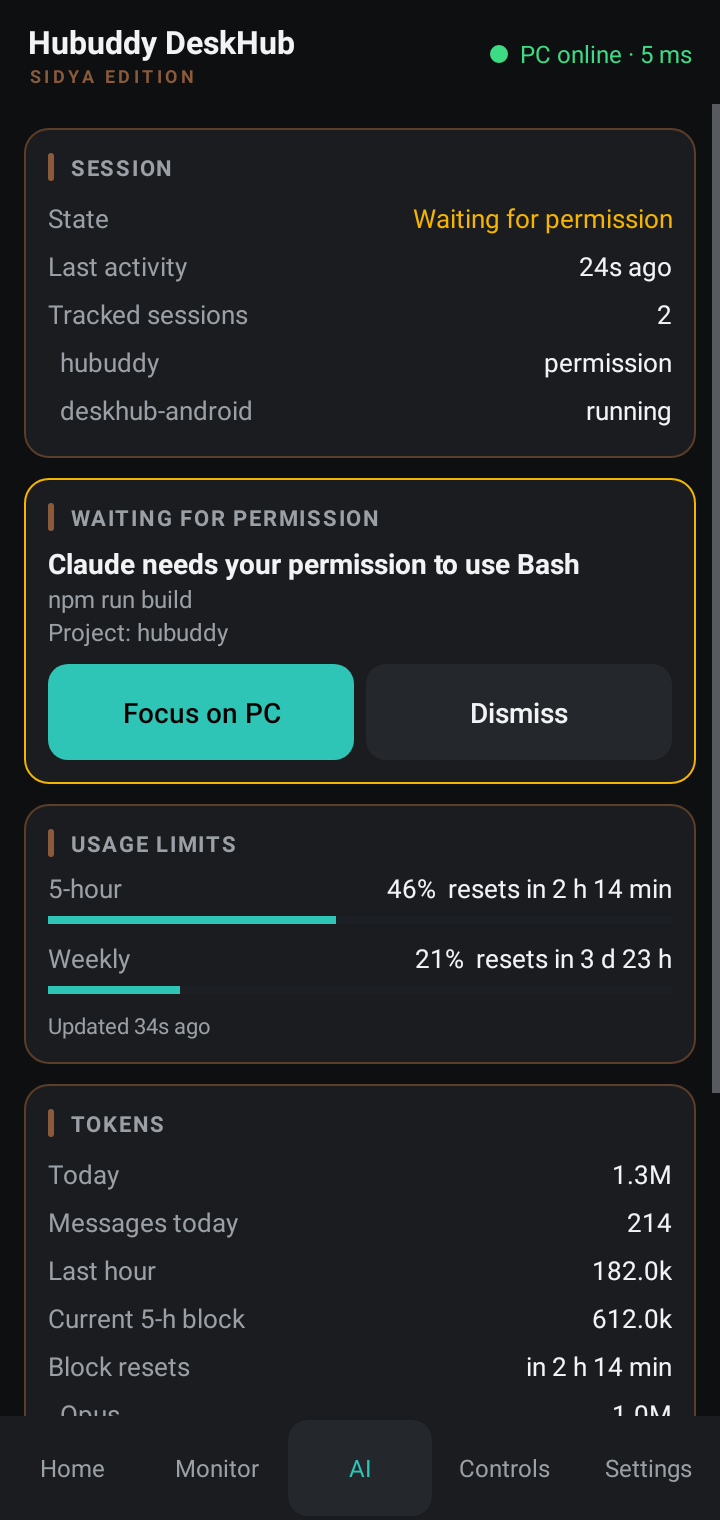 Hubuddy DeskHub
SIDYA EDITION
PC online · 5 ms
SESSION
State Waiting for permission
Last activity 24s ago
Tracked sessions 2
hubuddy permission
deskhub-android running
WAITING FOR PERMISSION
Claude needs your permission to use Bash
npm run build
Project: hubuddy
Focus on PC Dismiss
USAGE LIMITS
5-hour 46% resets in 2 h 14 min
Weekly 21% resets in 3 d 23 h
Updated 34s ago
TOKENS
Today 1.3M
Messages today 214
Last hour 182.0k
Current 5-h block 612.0k
Block resets in 2 h 14 min
Opus 1.0M
Home Monitor AI Controls Settings